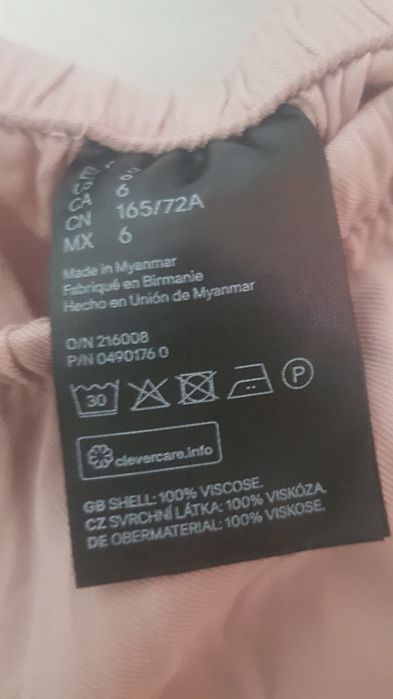 CA 6
CN 165/72A
MX 6
Made in Myanmar
Fabriqué en Birmanie
Hecho en Unión de Myanmar
O/N 216008
P/N 0490176 0
30
P
clevercare.info
GB SHELL: 100% VISCOSE.
CZ SVRCHNÍ LÁTKA: 100% VISKÓZA.
DE OBERMATERIAL: 100% VISKOSE.